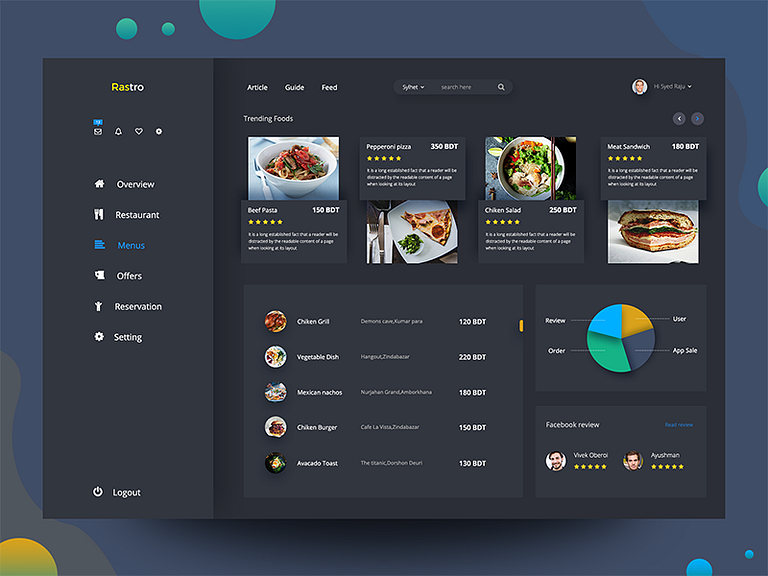 Rastro
Overview
Restaurant
Menus
Offers
Reservation
Setting
Logout
Article
Guide
Feed
Sylhet
search here
Hi Syed Raju
Trending Foods
Beef Pasta 150 BDT
It is a long established fact that a reader will be
distracted by the readable content of a page
when looking at its layout
Pepperoni pizza 350 BDT
It is a long established fact that a reader will be
distracted by the readable content of a page
when looking at its layout
Chiken Salad 250 BDT
It is a long established fact that a reader will be
distracted by the readable content of a page
when looking at its layout
Meat Sandwich 180 BDT
It is a long established fact that a reader will be
distracted by the readable content of a page
when looking at its layout
Chiken Grill Demons cave,Kumar para 120 BDT
Vegetable Dish Hangout,Zindabazar 220 BDT
Mexican nachos Nurjahan Grand,Amborkhana 180 BDT
Chiken Burger Cafe La Vista,Zindabazar 150 BDT
Avacado Toast The titanic,Dorshon Deuri 130 BDT
Review
User
Order
App Sale
Facebook review
Read review
Vivek Oberoi
Ayushman